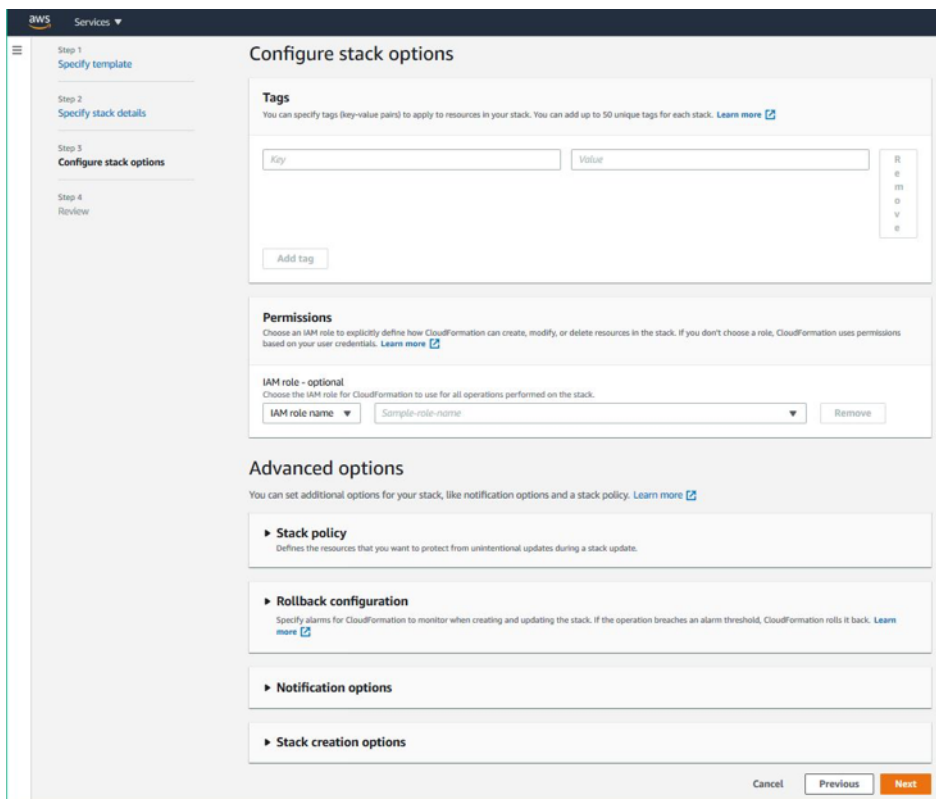 aws Services ▼
Step 1
Specify template
Step 2
Specify stack details
Step 3
Configure stack options
Step 4
Review
Configure stack options
Tags
You can specify tags (key-value pairs) to apply to resources in your stack. You can add up to 50 unique tags for each stack. Learn more
Key Value Remove
Add tag
Permissions
Choose an IAM role to explicitly define how CloudFormation can create, modify, or delete resources in the stack. If you don't choose a role, CloudFormation uses permissions
based on your user credentials. Learn more
IAM role - optional
Choose the IAM role for CloudFormation to use for all operations performed on the stack.
IAM role name ▼ Sample-role-name ▼ Remove
Advanced options
You can set additional options for your stack, like notification options and a stack policy. Learn more
▶ Stack policy
Defines the resources that you want to protect from unintentional updates during a stack update.
▶ Rollback configuration
Specify alarms for CloudFormation to monitor when creating and updating the stack. If the operation breaches an alarm threshold, CloudFormation rolls it back. Learn
more
▶ Notification options
▶ Stack creation options
Cancel Previous Next